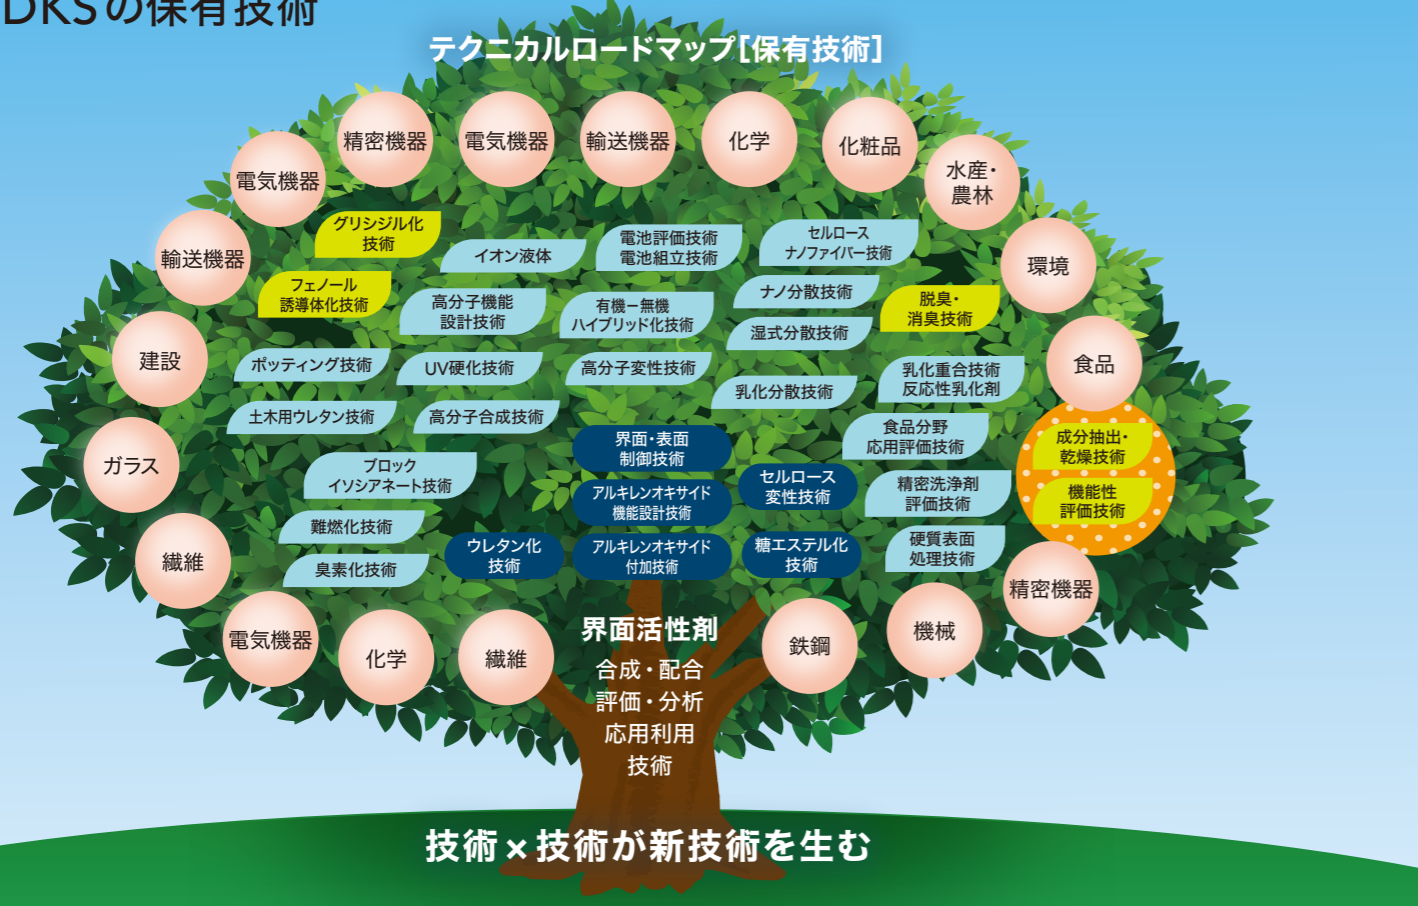 DKSの保有技術
テクニカルロードマップ[保有技術]
精密機器
電気機器
輸送機器
化学
化粧品
水産・
農林
電気機器
輸送機器
環境
建設
食品
ガラス
繊維
精密機器
電気機器
化学
繊維
鉄鋼
機械
グリシジル化
技術
フェノール
誘導体化技術
イオン液体
電池評価技術
電池組立技術
セルロース
ナノファイバー技術
高分子機能
設計技術
有機－無機
ハイブリッド化技術
ナノ分散技術
湿式分散技術
脱臭・
消臭技術
ポッティング技術
UV硬化技術
高分子変性技術
乳化分散技術
乳化重合技術
反応性乳化剤
土木用ウレタン技術
高分子合成技術
食品分野
応用評価技術
成分抽出・
乾燥技術
機能性
評価技術
界面・表面
制御技術
ブロック
イソシアネート技術
アルキレンオキサイド
機能設計技術
セルロース
変性技術
精密洗浄剤
評価技術
難燃化技術
臭素化技術
ウレタン化
技術
アルキレンオキサイド
付加技術
糖エステル化
技術
硬質表面
処理技術
界面活性剤
合成・配合
評価・分析
応用利用
技術
技術×技術が新技術を生む